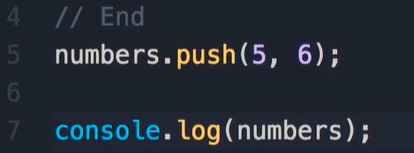 4 // End
5 numbers.push(5, 6);
6
7 console.log(numbers);